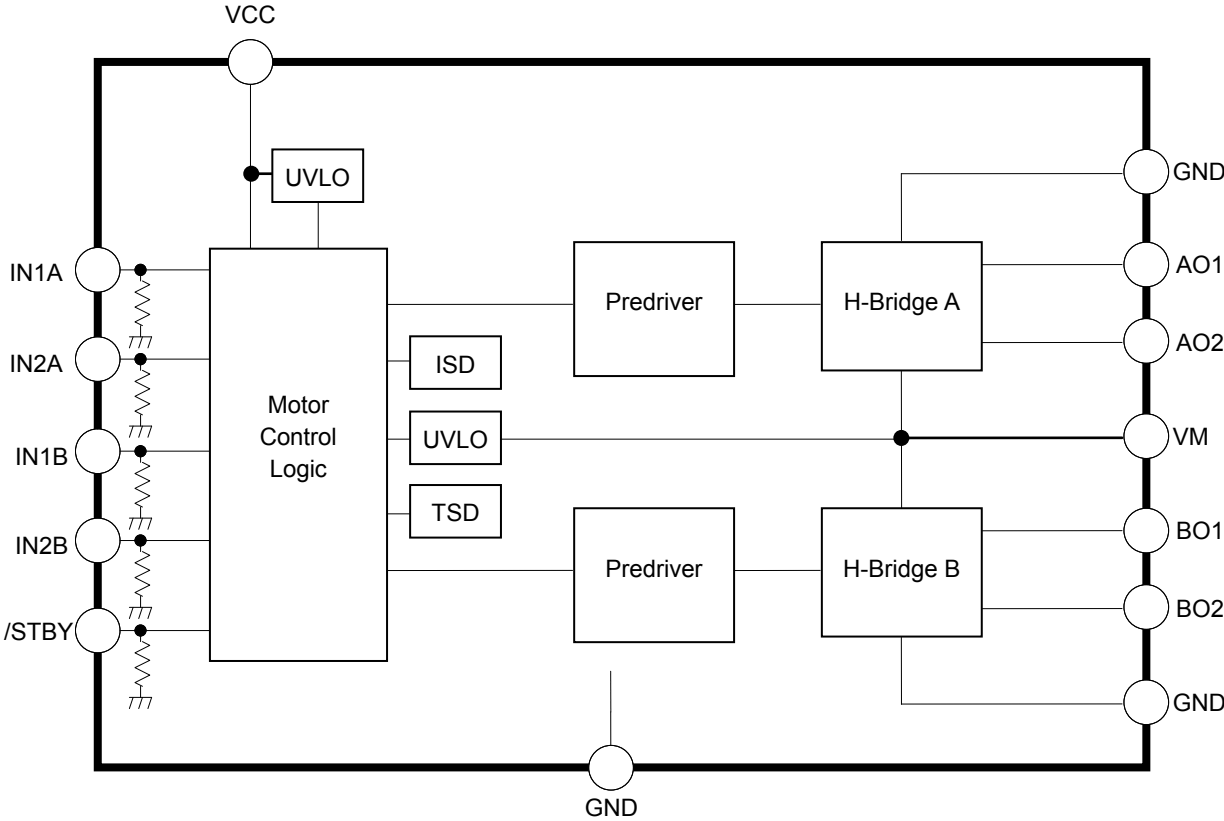 VCC
UVLO
GND
IN1A
AO1
Predriver
H-Bridge A
IN2A
ISD
AO2
Motor
Control
Logic
UVLO
VM
IN1B
TSD
BO1
IN2B
Predriver
H-Bridge B
BO2
/STBY
GND
GND